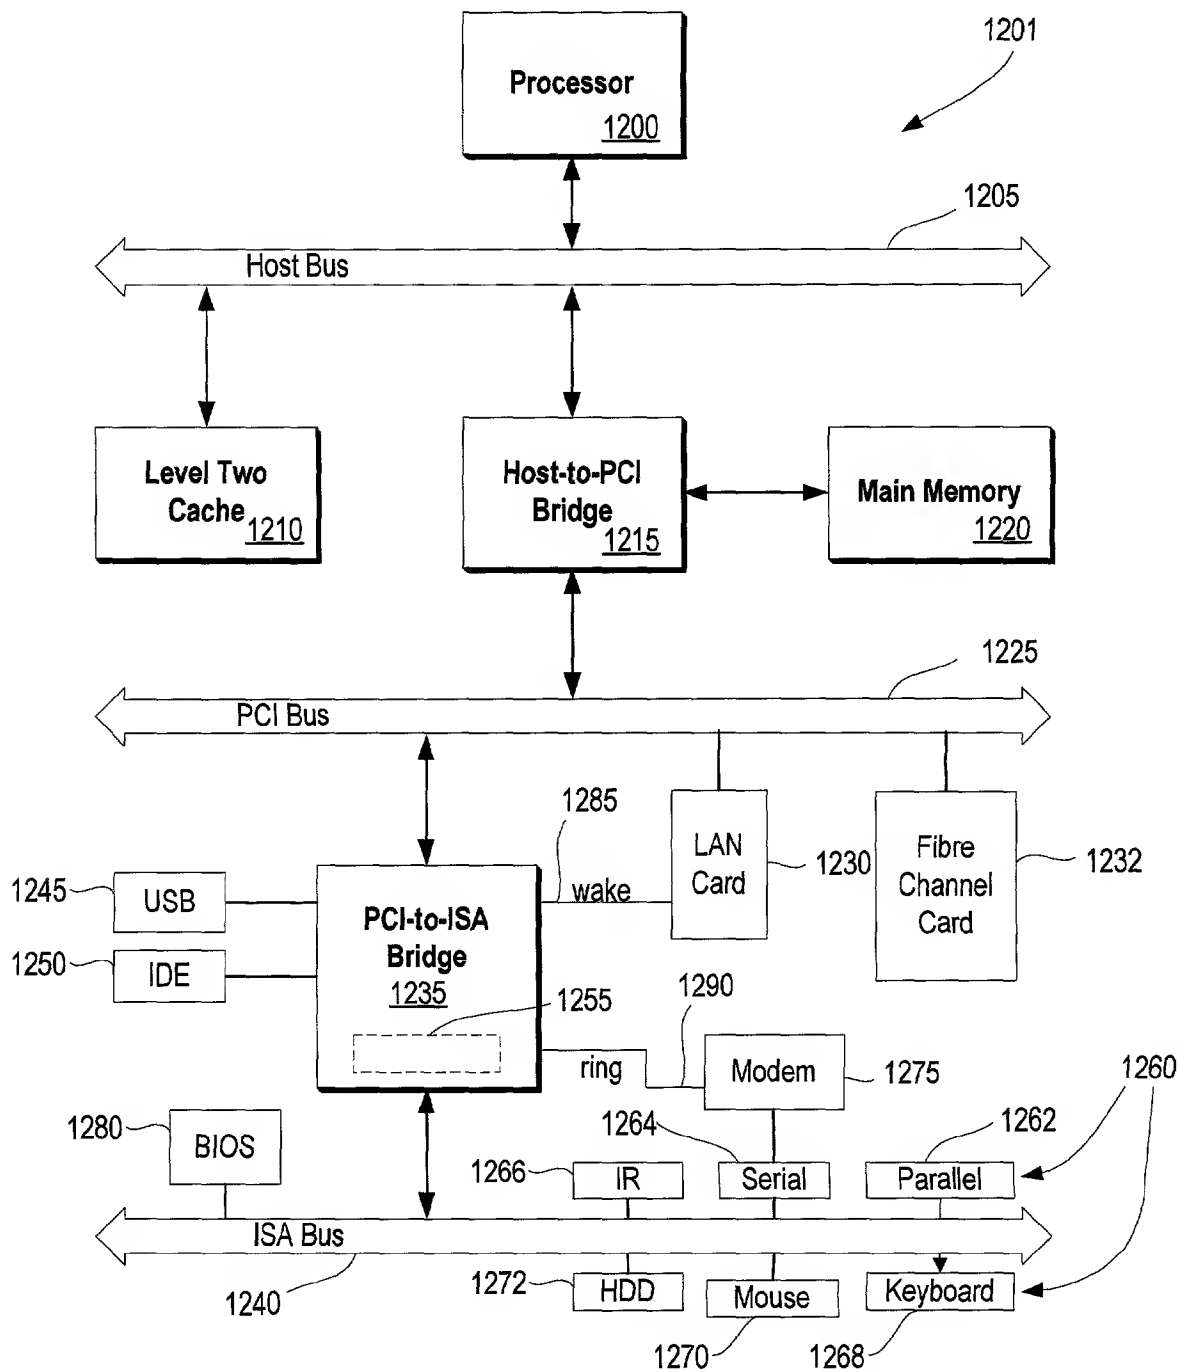 1201
Processor
1200
1205
Host Bus
Level Two
Cache
1210
Host-to-PCI
Bridge
1215
Main Memory
1220
1225
PCI Bus
1285
wake
LAN
Card
1230
Fibre
Channel
Card
1232
1245
USB
1250
IDE
PCI-to-ISA
Bridge
1235
1255
1290
ring
Modem
1275
1260
1280
BIOS
1264
1262
1266
IR
Serial
Parallel
ISA Bus
1240
1272
HDD
Mouse
Keyboard
1270
1268